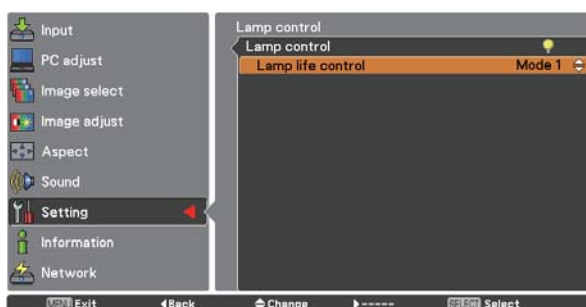 Input
PC adjust
Image select
Image adjust
Aspect
Sound
Setting
Information
Network
Lamp control
Lamp control
Lamp life control Mode 1
MENU Exit ◀Back Change ▶----- SELECT Select